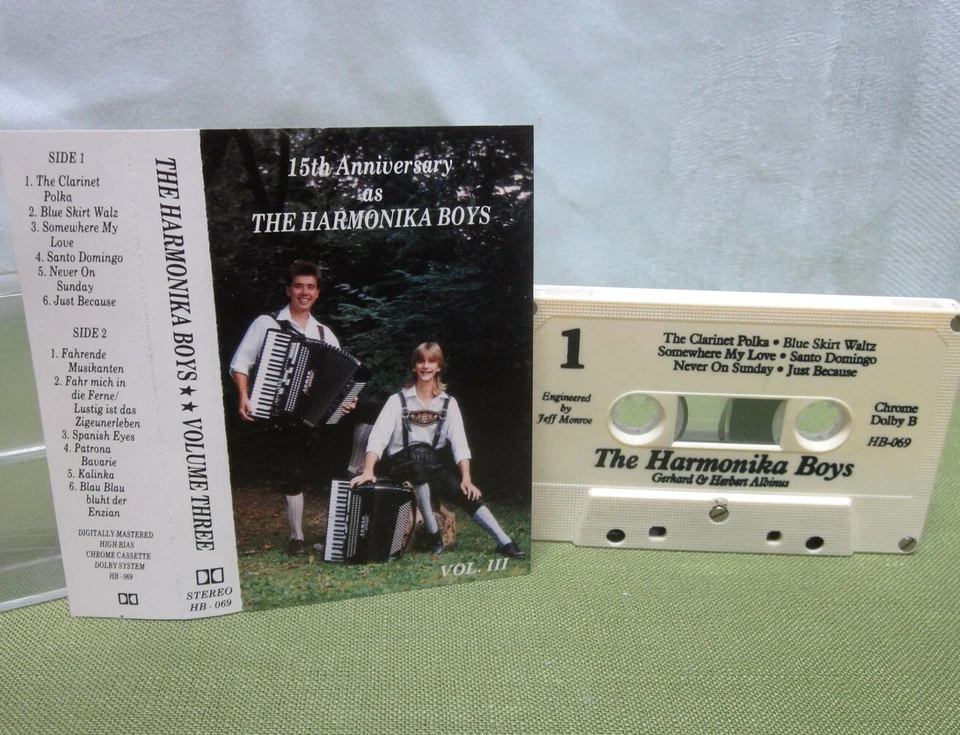 SIDE 1
1. The Clarinet
Polka
2. Blue Skirt Walz
3. Somewhere My
Love
4. Santo Domingo
5. Never On
Sunday
6. Just Because
SIDE 2
1. Fahrende
Musikanten
2. Fahr mich in
die Ferne/
Lustig ist das
Zigeunerleben
3. Spanish Eyes
4. Patrona
Bavarie
5. Kalinka
6. Blau Blau
bluht der
Enzian
DIGITALLY-MASTERED
HIGH-BIAS
CHROME CASSETTE
DOLBY SYSTEM
HB - 069
THE HARMONIKA BOYS ★ ★ VOLUME THREE
STEREO
HB - 069
15th Anniversary
as
THE HARMONIKA BOYS
VOL. III
1
The Clarinet Polka • Blue Skirt Waltz
Somewhere My Love • Santo Domingo
Never On Sunday • Just Because
Engineered
by
Jeff Monroe
Chrome
Dolby B
HB-069
The Harmonika Boys
Gerhard & Herbert Albinus